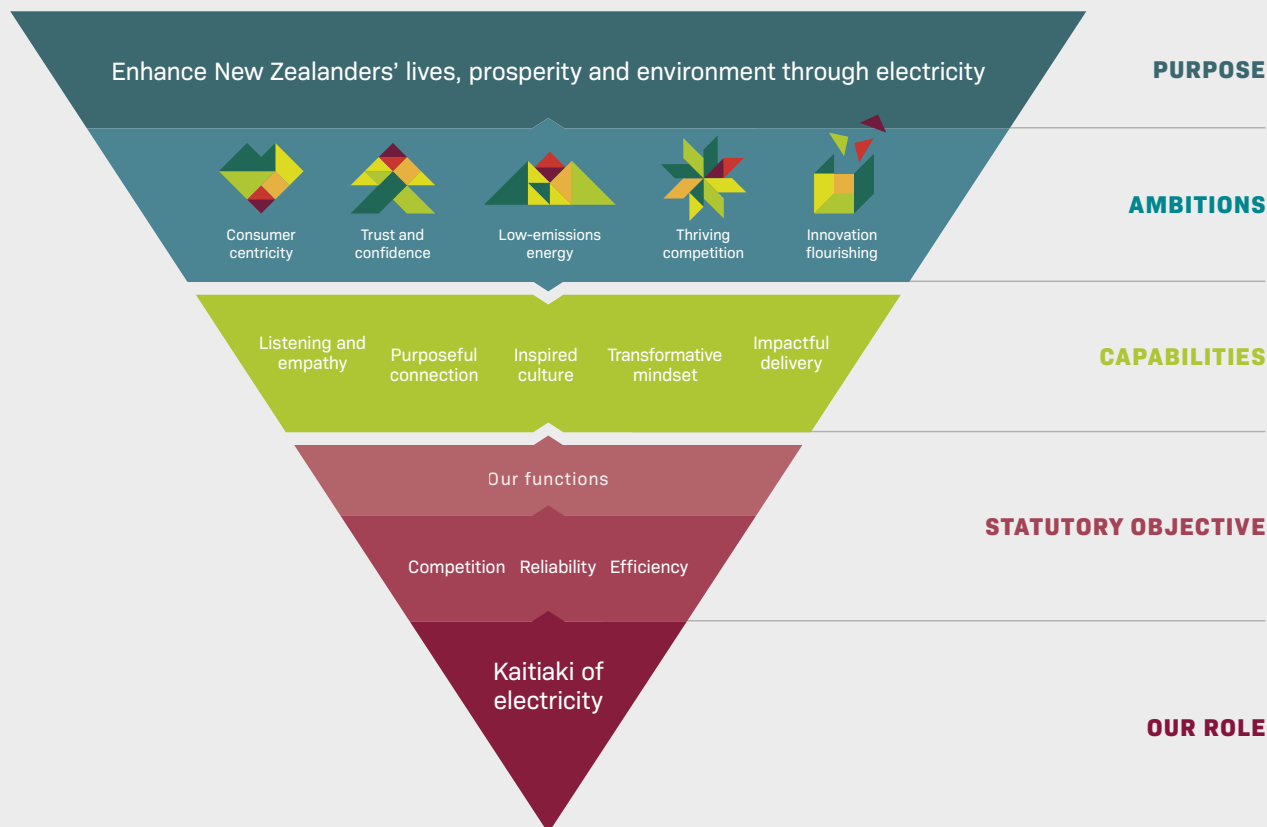 Enhance New Zealanders’ lives, prosperity and environment through electricity
PURPOSE
Consumer
centricity
Trust and
confidence
Low-emissions
energy
Thriving
competition
Innovation
flourishing
AMBITIONS
Listening and
empathy
Purposeful
connection
Inspired
culture
Transformative
mindset
Impactful
delivery
CAPABILITIES
Our functions
Competition Reliability Efficiency
STATUTORY OBJECTIVE
Kaitiaki of
electricity
OUR ROLE